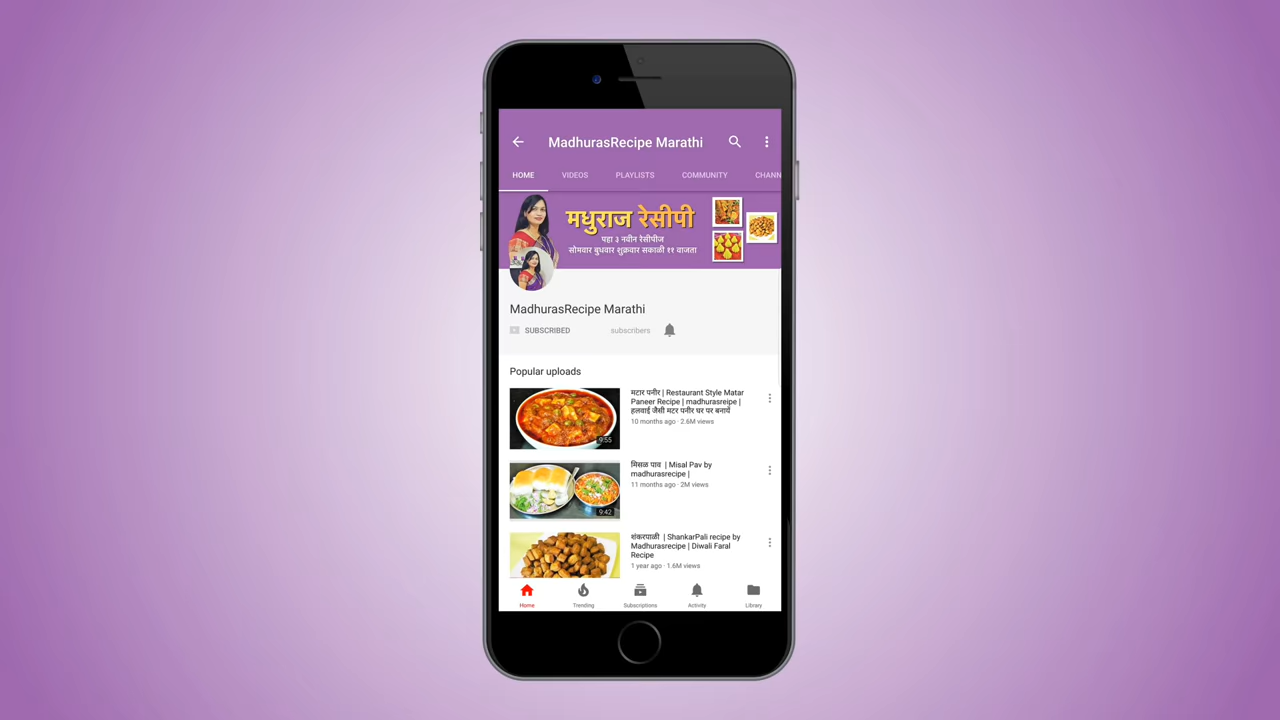 MadhurasRecipe Marathi
HOME VIDEOS PLAYLISTS COMMUNITY CHANN
मधुराज रेसीपी
पहा ३ नवीन रेसीपीज
सोमवार बुधवार शुक्रवार सकाळी ११ वाजता
MadhurasRecipe Marathi
SUBSCRIBED subscribers
Popular uploads
मटार पनीर | Restaurant Style Matar
Paneer Recipe | madhurasreipe |
हलवाई जैसी मटर पनीर घर पर बनायें
10 months ago · 2.6M views
9:55
मिसळ पाव | Misal Pav by
madhurasrecipe |
11 months ago · 2M views
9:42
शंकरपाळी | ShankarPali recipe by
Madhurasrecipe | Diwali Faral
Recipe
1 year ago · 1.6M views
Home Trending Subscriptions Activity Library